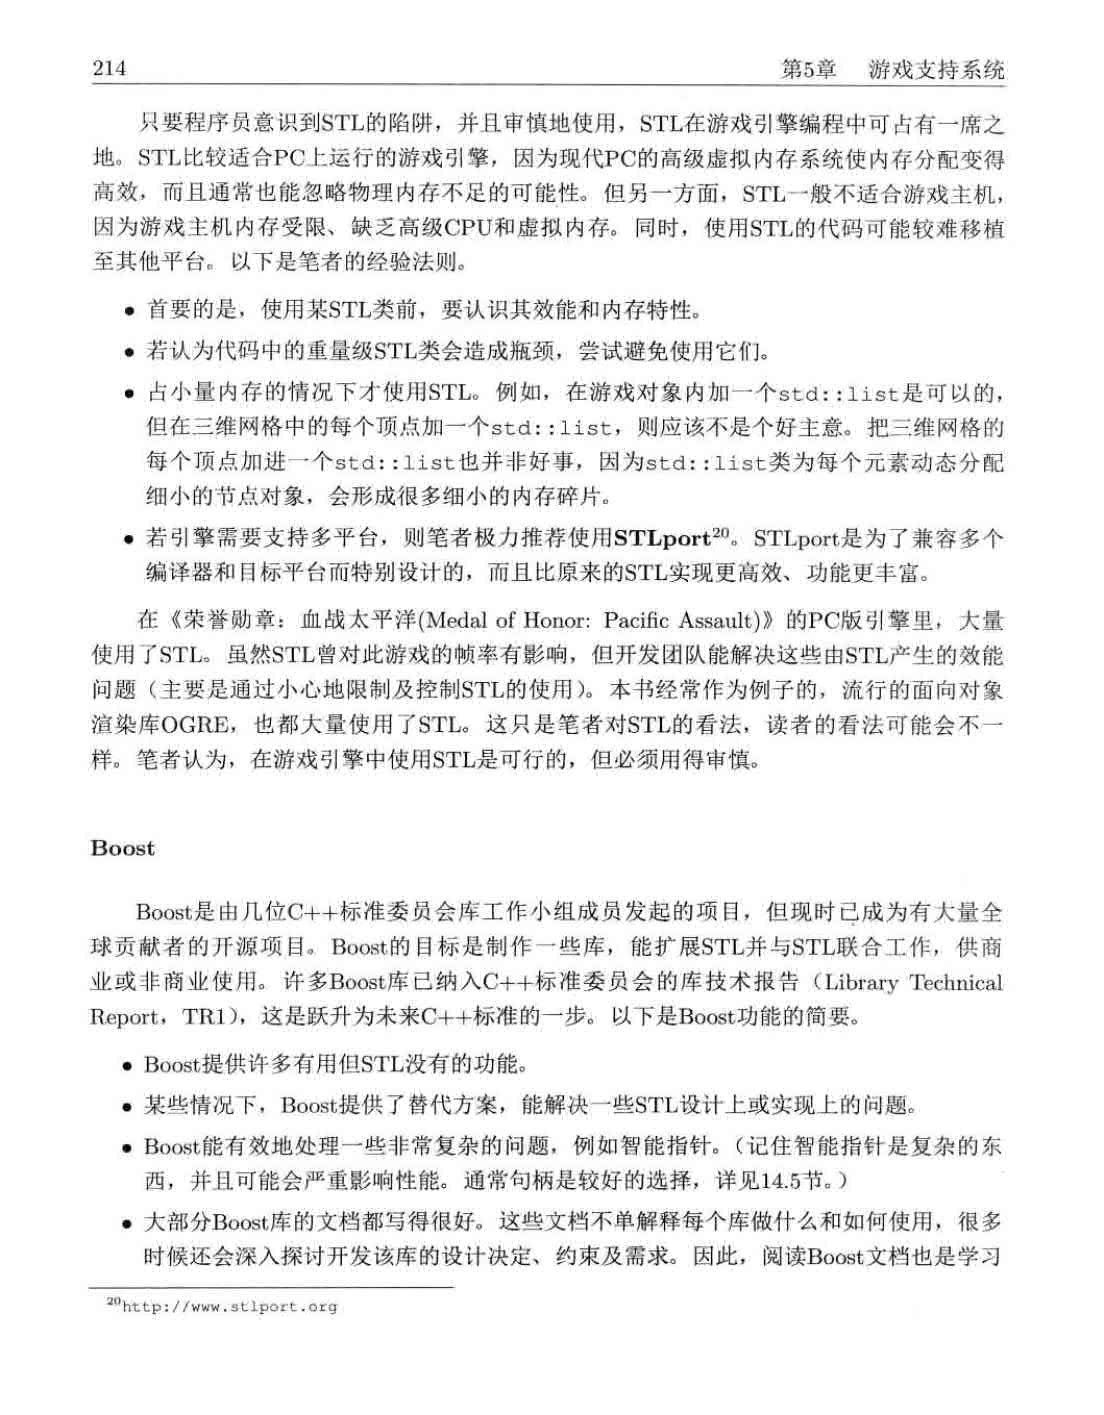 214 第5章 游戏支持系统
只要程序员意识到STL的陷阱，并且审慎地使用，STL在游戏引擎编程中可占有一席之
地。STL比较适合PC上运行的游戏引擎，因为现代PC的高级虚拟内存系统使内存分配变得
高效，而且通常也能忽略物理内存不足的可能性。但另一方面，STL一般不适合游戏主机，
因为游戏主机内存受限、缺乏高级CPU和虚拟内存。同时，使用STL的代码可能较难移植
至其他平台。以下是笔者的经验法则。
● 首要的是，使用某STL类前，要认识其效能和内存特性。
● 若认为代码中的重量级STL类会造成瓶颈，尝试避免使用它们。
● 占小量内存的情况下才使用STL。例如，在游戏对象内加一个std::list是可以的，
但在三维网格中的每个顶点加一个std::list，则应该不是个好主意。把三维网格的
每个顶点加进一个std::list也并非好事，因为std::list类为每个元素动态分配
细小的节点对象，会形成很多细小的内存碎片。
● 若引擎需要支持多平台，则笔者极力推荐使用STLport20。STLport是为了兼容多个
编译器和目标平台而特别设计的，而且比原来的STL实现更高效、功能更丰富。
在《荣誉勋章：血战太平洋(Medal of Honor: Pacific Assault)》的PC版引擎里，大量
使用了STL。虽然STL曾对此游戏的帧率有影响，但开发团队能解决这些由STL产生的效能
问题（主要是通过小心地限制及控制STL的使用）。本书经常作为例子的，流行的面向对象
渲染库OGRE，也都大量使用了STL。这只是笔者对STL的看法，读者的看法可能会不一
样。笔者认为，在游戏引擎中使用STL是可行的，但必须用得审慎。
Boost
Boost是由几位C++标准委员会库工作小组成员发起的项目，但现时已成为有大量全
球贡献者的开源项目。Boost的目标是制作一些库，能扩展STL并与STL联合工作，供商
业或非商业使用。许多Boost库已纳入C++标准委员会的库技术报告（Library Technical
Report，TR1），这是跃升为未来C++标准的一步。以下是Boost功能的简要。
● Boost提供许多有用但STL没有的功能。
● 某些情况下，Boost提供了替代方案，能解决一些STL设计上或实现上的问题。
● Boost能有效地处理一些非常复杂的问题，例如智能指针。（记住智能指针是复杂的东
西，并且可能会严重影响性能。通常句柄是较好的选择，详见14.5节。）
● 大部分Boost库的文档都写得很好。这些文档不单解释每个库做什么和如何使用，很多
时候还会深入探讨开发该库的设计决定、约束及需求。因此，阅读Boost文档也是学习
20http://www.stlport.org